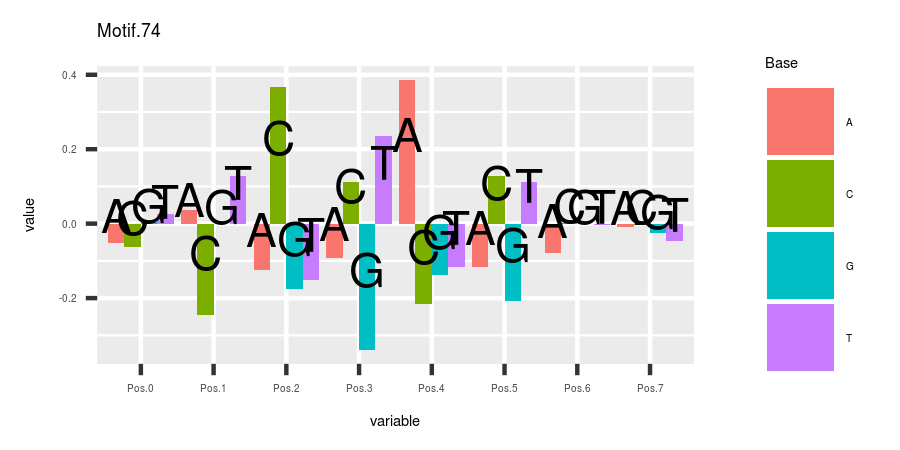 Motif.74
Base
0.4
0.2
0.0
-0.2
value
A C G T A C G T A C G T A C G T A C G T A C G T A C G T A C G T
Pos.0 Pos.1 Pos.2 Pos.3 Pos.4 Pos.5 Pos.6 Pos.7
variable
A
C
G
T